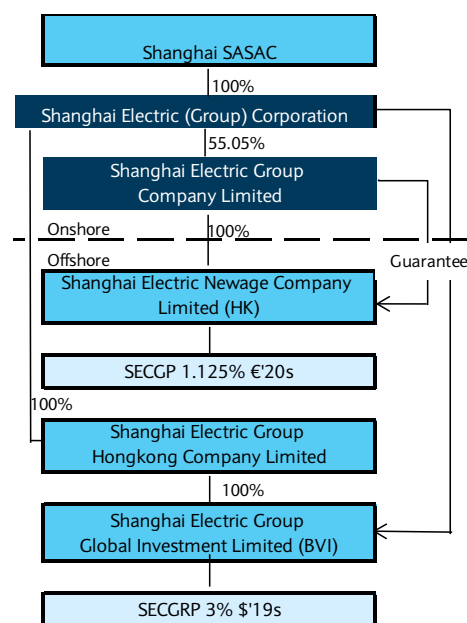 Shanghai SASAC
100%
Shanghai Electric (Group) Corporation
55.05%
Shanghai Electric Group
Company Limited
Onshore
100%
Offshore
Guarantee
Shanghai Electric Newage Company
Limited (HK)
SECGP 1.125% €'20s
100%
Shanghai Electric Group
Hongkong Company Limited
100%
Shanghai Electric Group
Global Investment Limited (BVI)
SECGRP 3% $'19s